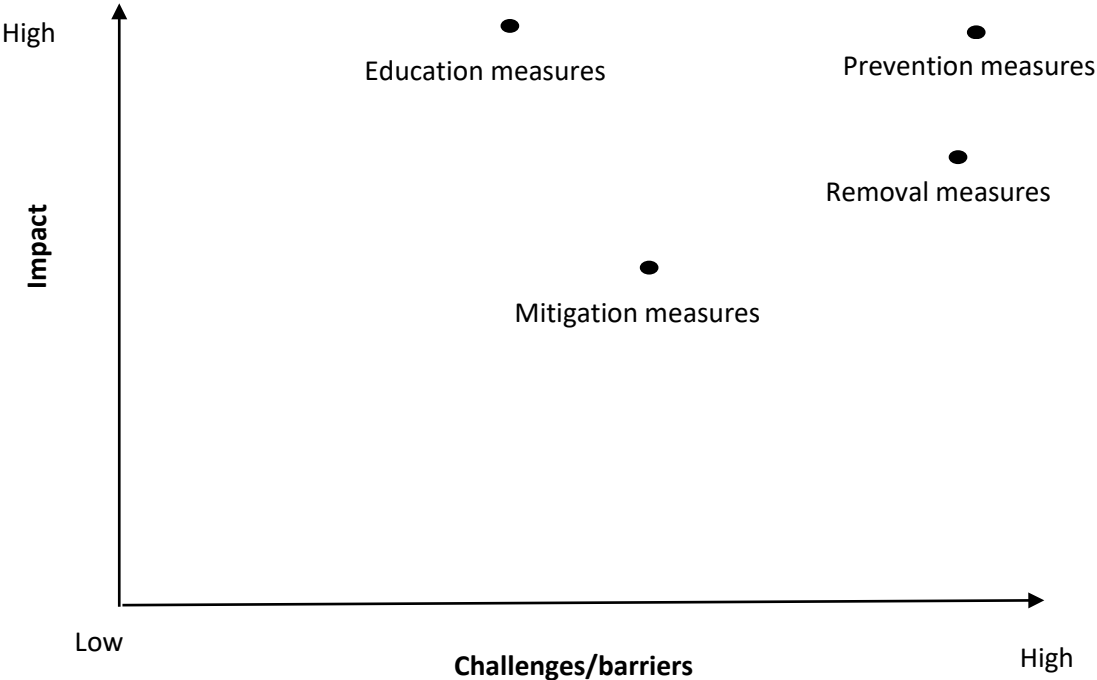 High
Education measures
Prevention measures
Removal measures
Impact
Mitigation measures
Low
Challenges/barriers
High